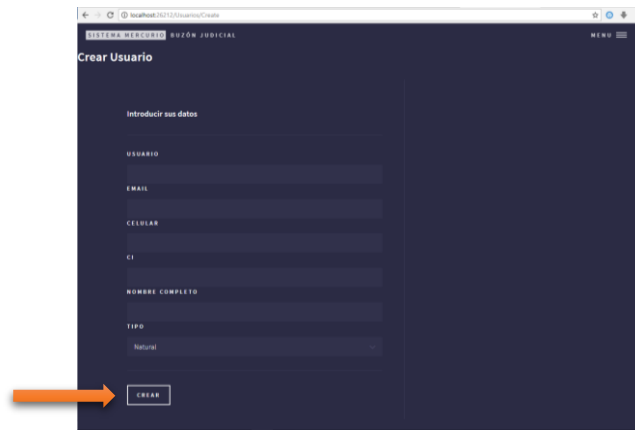 localhost:26212/Usuarios/Create
SISTEMA MERCURIO BUZÓN JUDICIAL
MENU
Crear Usuario
Introducir sus datos
USUARIO
EMAIL
CELULAR
CI
NOMBRE COMPLETO
TIPO
Natural
CREAR